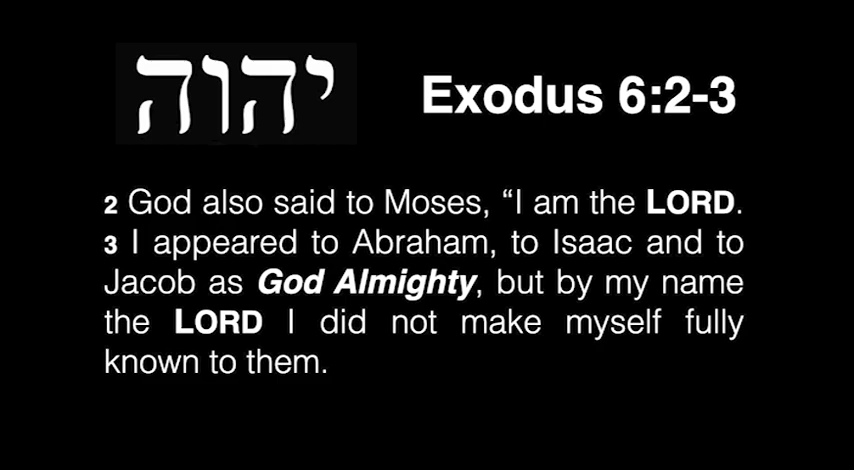 יהוה
Exodus 6:2-3
2 God also said to Moses, “I am the LORD.
3 I appeared to Abraham, to Isaac and to
Jacob as God Almighty, but by my name
the LORD I did not make myself fully
known to them.